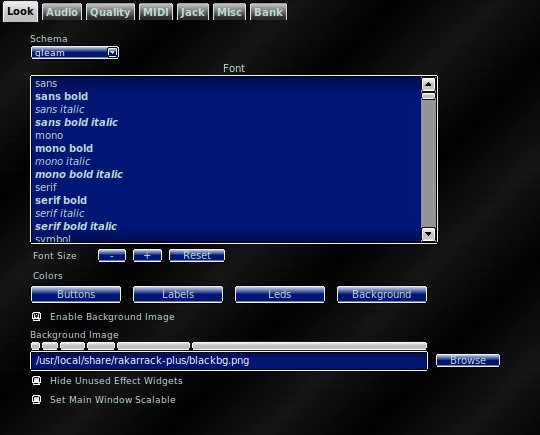 Look Audio Quality MIDI Jack Misc Bank
Schema
gleam
Font
sans
sans bold
sans italic
sans bold italic
mono
mono bold
mono italic
mono bold italic
serif
serif bold
serif italic
serif bold italic
symbol
Font Size - + Reset
Colors
Buttons Labels Leds Background
Enable Background Image
Background Image
/usr/local/share/rakarrack-plus/blackbg.png Browse
Hide Unused Effect Widgets
Set Main Window Scalable